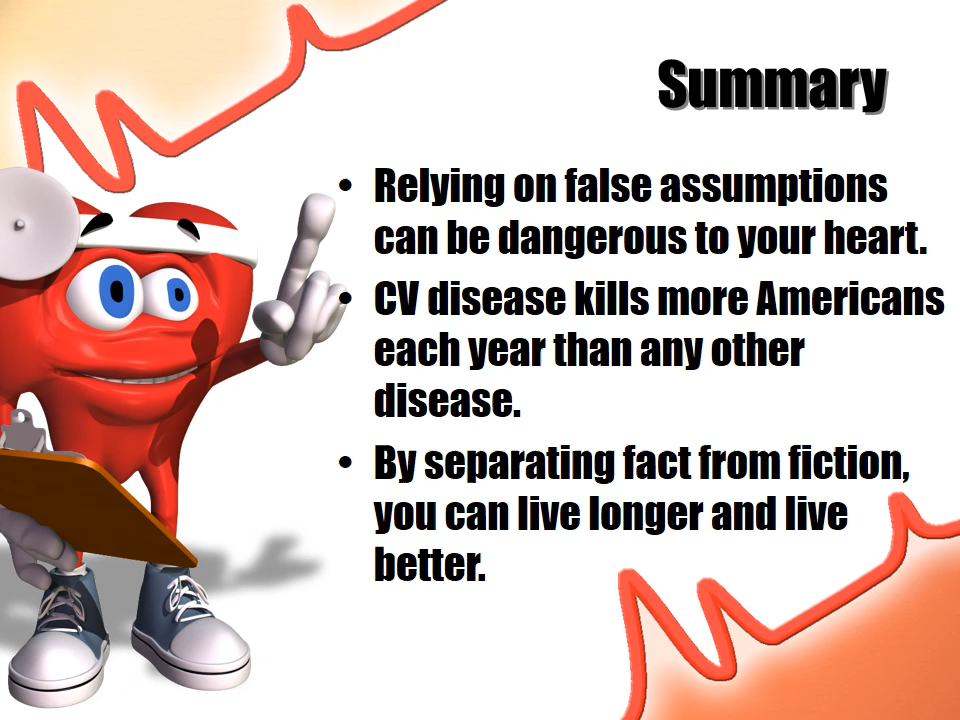 Summary
• Relying on false assumptions
can be dangerous to your heart.
• CV disease kills more Americans
each year than any other
disease.
• By separating fact from fiction,
you can live longer and live
better.